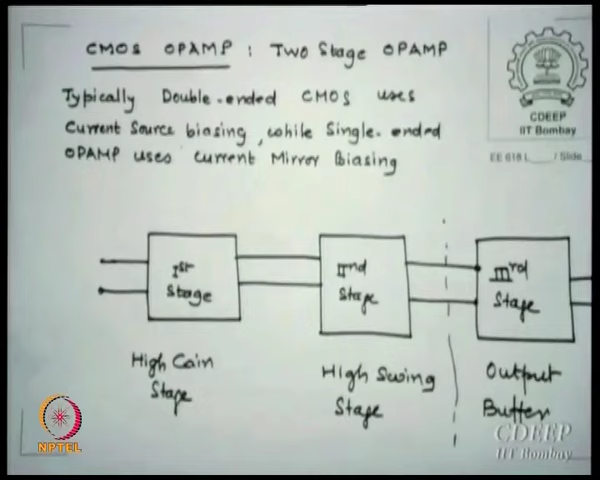 CMOS OPAMP : Two Stage OPAMP
Typically Double-ended CMOS uses
Current Source biasing, while Single-ended
OPAMP uses Current Mirror Biasing
CDEEP
IIT Bombay
EE 618 L___/Slide
Ist
Stage
IInd
Stage
IIIrd
Stage
High Gain
Stage
High Swing
Stage
Output
Buffer
NPTEL
CDEEP
IIT Bombay